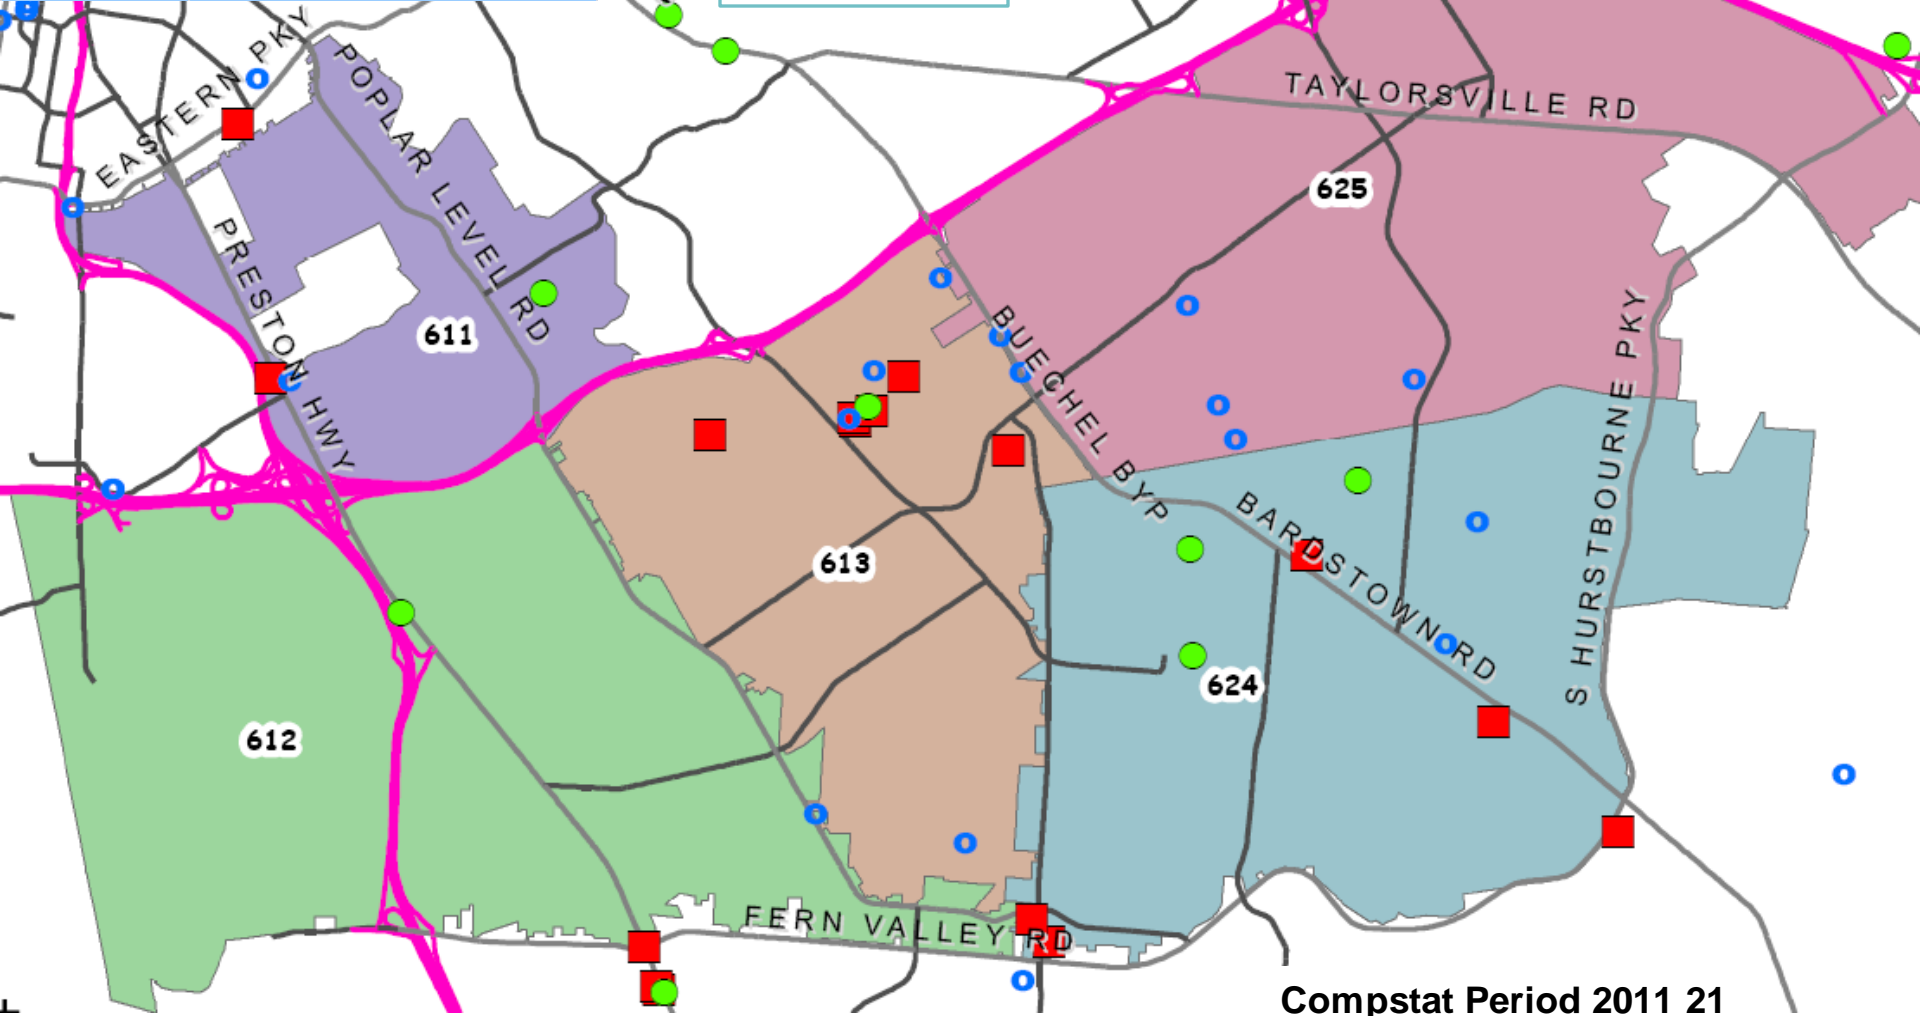 EASTERN PKY
POPLAR LEVEL RD
TAYLORSVILLE RD
625
PRESTON HWY
611
BUECHEL BYP
S HURSTBOURNE PKY
BARDSTOWN RD
613
624
612
FERN VALLEY RD
Compstat Period 2011 21